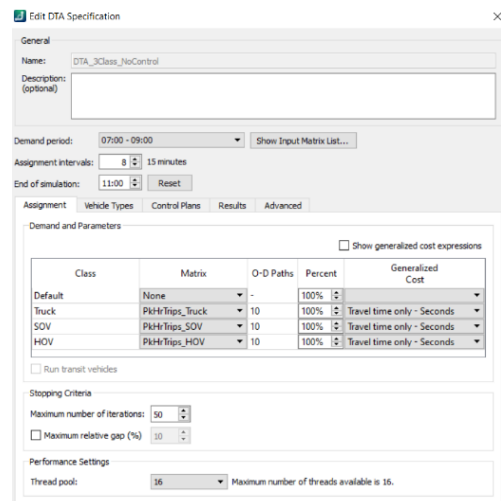 Edit DTA Specification
General
Name: DTA_3Class_NoControl
Description:
(optional)
Demand period: 07:00 - 09:00 Show Input Matrix List...
Assignment intervals: 8 15 minutes
End of simulation: 11:00 Reset
Assignment Vehicle Types Control Plans Results Advanced
Demand and Parameters
Show generalized cost expressions
Class Matrix O-D Paths Percent Generalized Cost
Default None - 100%
Truck PkHrTrips_Truck 10 100% Travel time only - Seconds
SOV PkHrTrips_SOV 10 100% Travel time only - Seconds
HOV PkHrTrips_HOV 10 100% Travel time only - Seconds
Run transit vehicles
Stopping Criteria
Maximum number of iterations: 50
Maximum relative gap (%) 10
Performance Settings
Thread pool: 16 Maximum number of threads available is 16.